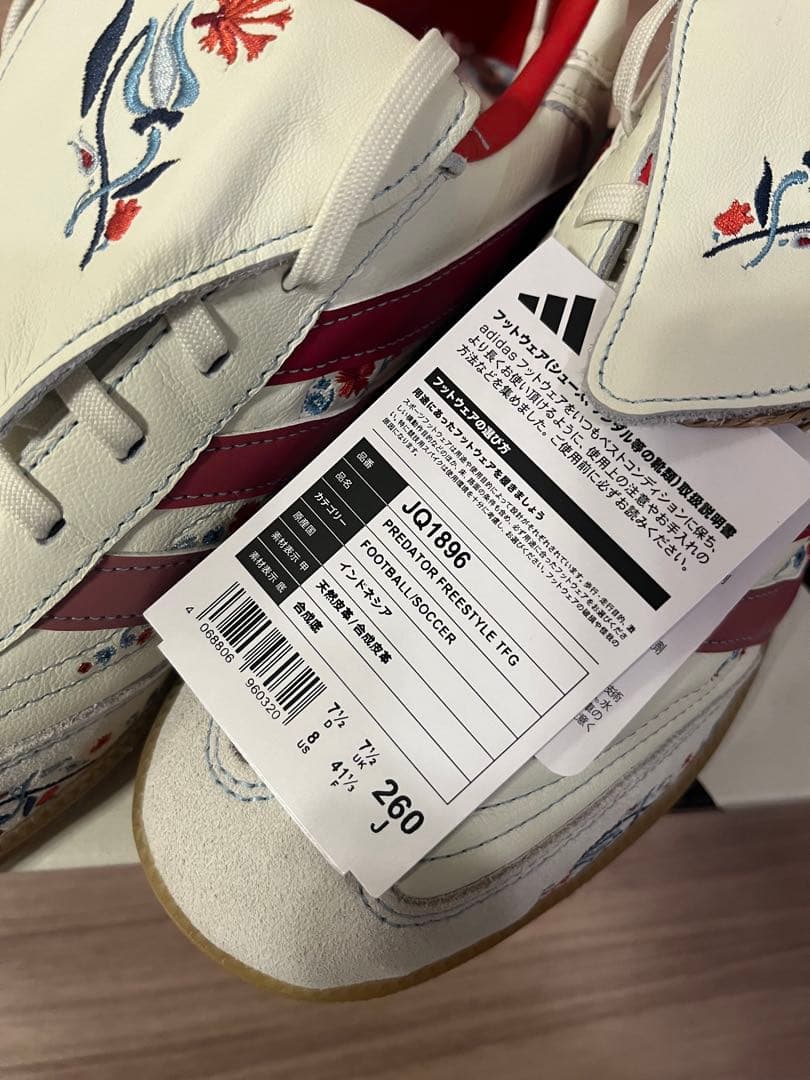 フットウェア(シューズ、サンダル等の靴類)取扱説明書
adidas フットウェアをいつもベストコンディションに保ち、
より長くお使い頂けるように、使用上の注意やお手入れの
方法などを集めました。ご使用前に必ずお読みください。
フットウェアの選び方
用途にあったフットウェアを履きましょう
品番 JQ1896
品名 PREDATOR FREESTYLE TFG
カテゴリー FOOTBALL/SOCCER
原産国 インドネシア
素材表示 甲 天然皮革/合成皮革
素材表示 底 合成底
4 068806 960320
7½ D 7½ UK 260 J
8 US 41⅓ F